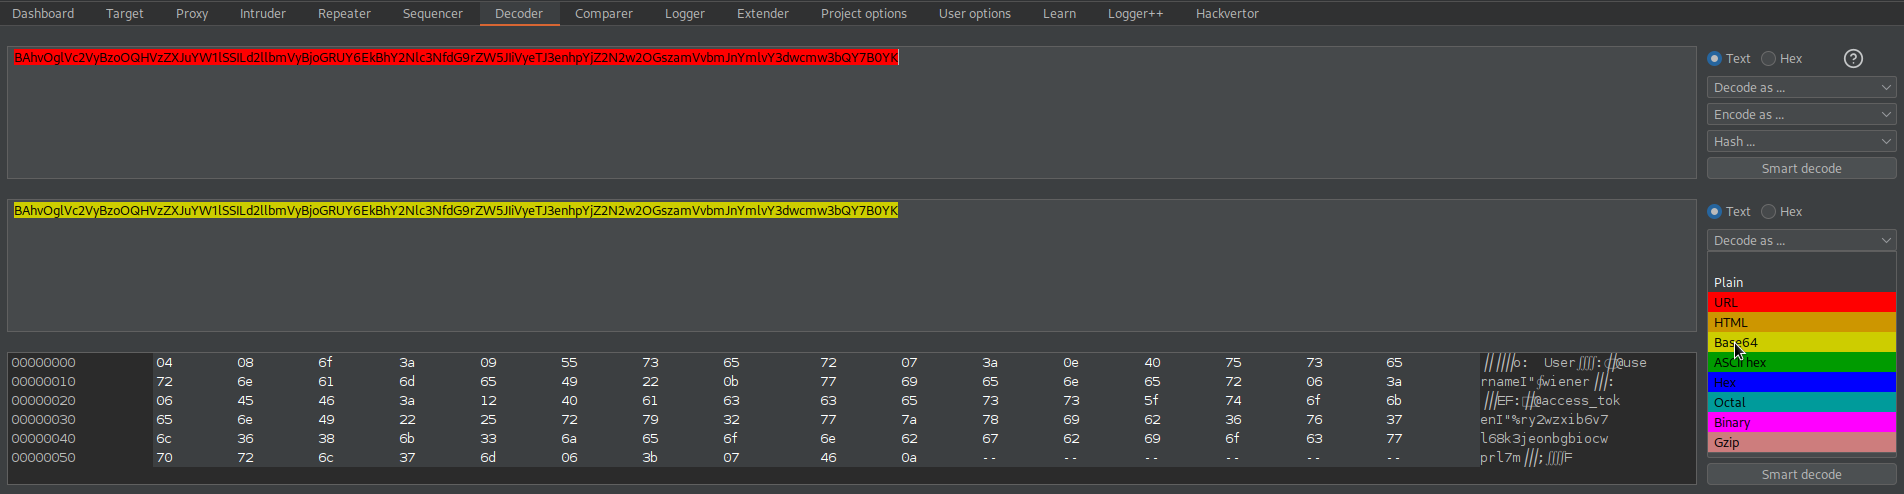 Dashboard Target Proxy Intruder Repeater Sequencer Decoder Comparer Logger Extender Project options User options Learn Logger++ Hackvertor
BAhvOglVc2VyBzoOQHVzZXJuYW1lSSILd2llbmVyBjoGRUY6EkBhY2Nlc3NfdG9rZW5JIiVyeTJ3enhpYjZ2N2w2OGszamVvbmJnYmlvY3dwcmw3bQY7B0YK
Text Hex ?
Decode as ...
Encode as ...
Hash ...
Smart decode
BAhvOglVc2VyBzoOQHVzZXJuYW1lSSILd2llbmVyBjoGRUY6EkBhY2Nlc3NfdG9rZW5JIiVyeTJ3enhpYjZ2N2w2OGszamVvbmJnYmlvY3dwcmw3bQY7B0YK
Text Hex
Decode as ...
Plain
URL
HTML
Base64
ASCII hex
Hex
Octal
Binary
Gzip
Smart decode
00000000 04 08 6f 3a 09 55 73 65 72 07 3a 0e 40 75 73 65 o: User : @use
00000010 72 6e 61 6d 65 49 22 0b 77 69 65 6e 65 72 06 3a rnameI" wiener :
00000020 06 45 46 3a 12 40 61 63 63 65 73 73 5f 74 6f 6b EF: @access_tok
00000030 65 6e 49 22 25 72 79 32 77 7a 78 69 62 36 76 37 enI"%ry2wzxib6v7
00000040 6c 36 38 6b 33 6a 65 6f 6e 62 67 62 69 6f 63 77 l68k3jeonbgbiocw
00000050 70 72 6c 37 6d 06 3b 07 46 0a -- -- -- -- -- -- prl7m ; F